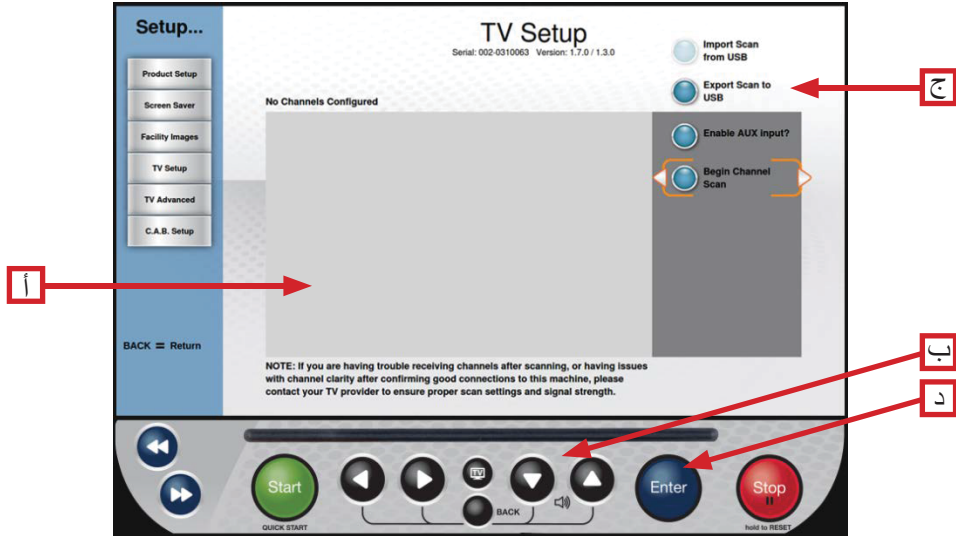 Setup...
Product Setup
Screen Saver
Facility Images
TV Setup
TV Advanced
C.A.B. Setup
BACK = Return
TV Setup
Serial: 002-0310063 Version: 1.7.0 / 1.3.0
Import Scan
from USB
Export Scan to
USB
No Channels Configured
Enable AUX input?
Begin Channel
Scan
NOTE: If you are having trouble receiving channels after scanning, or having issues
with channel clarity after confirming good connections to this machine, please
contact your TV provider to ensure proper scan settings and signal strength.
ج
أ
ب
د
Start
QUICK START
TV
BACK
Enter
Stop
hold to RESET